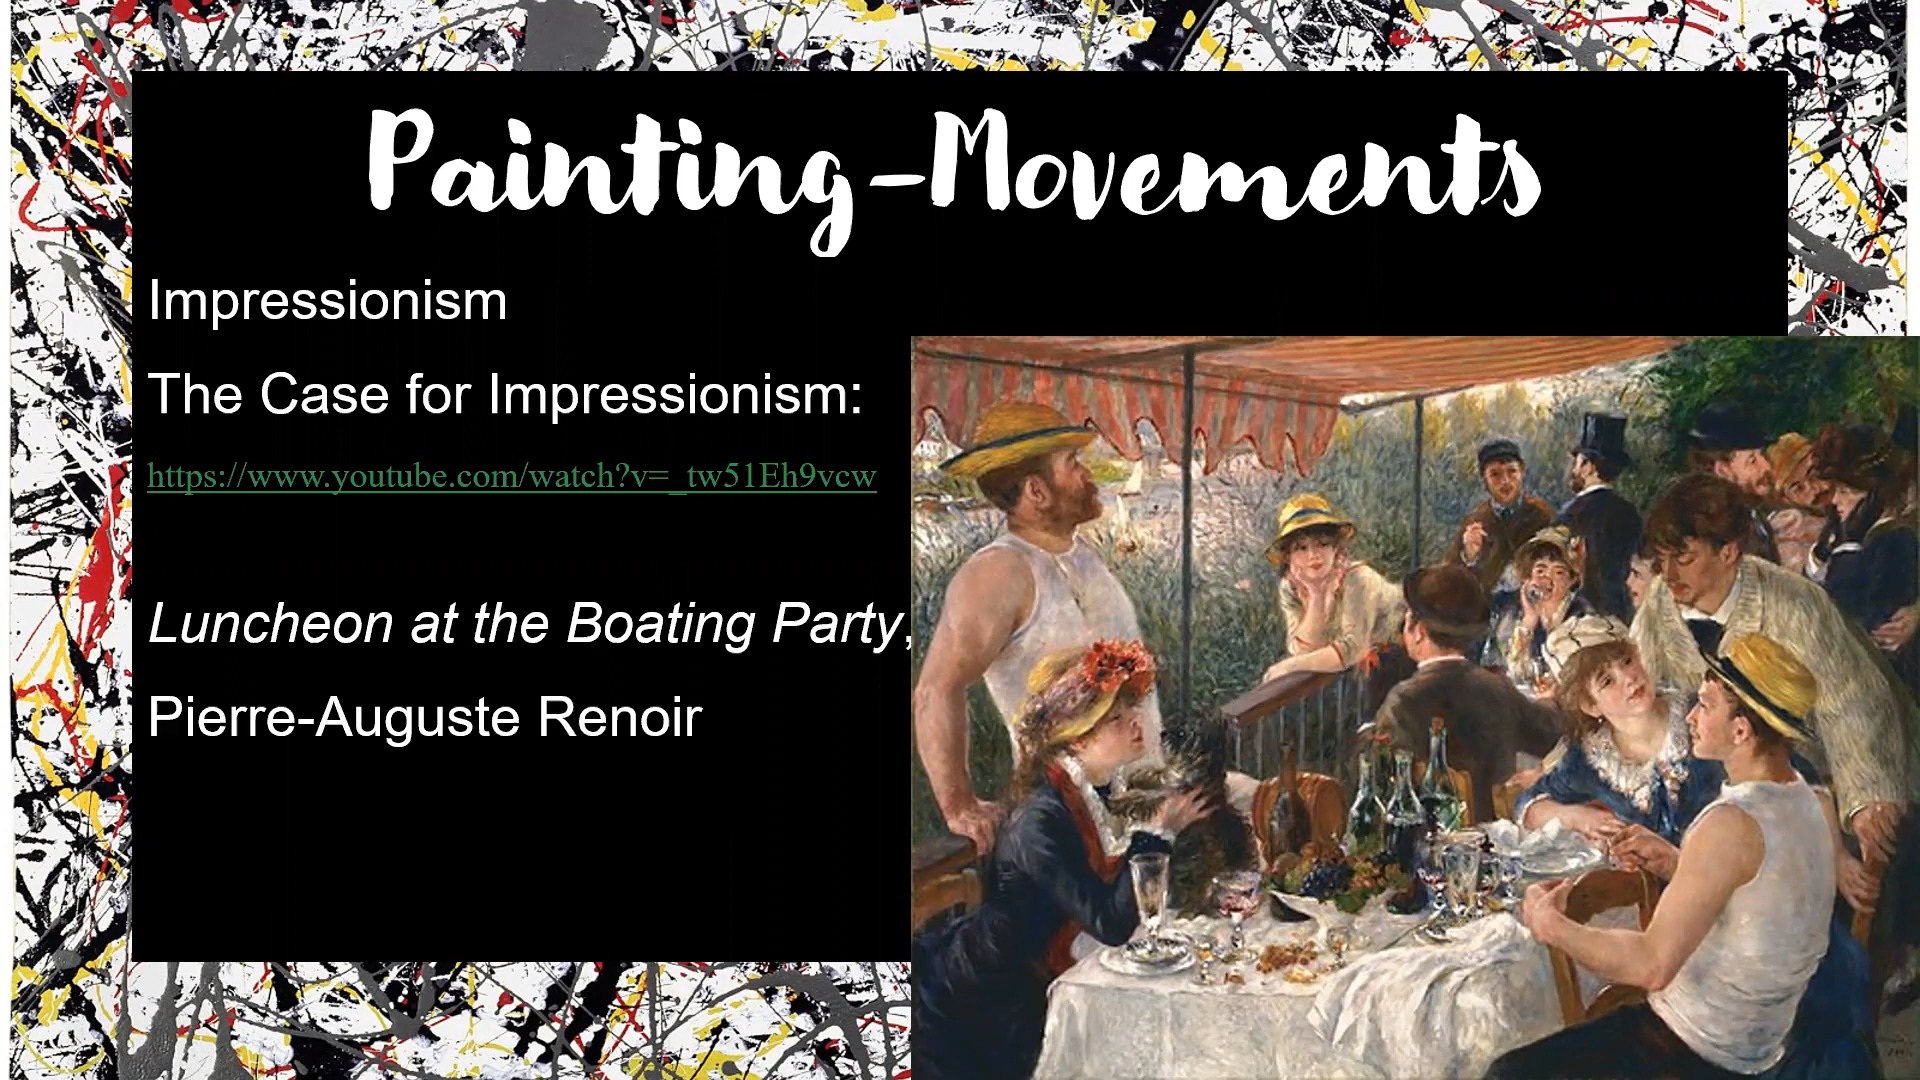 Painting-Movements
Impressionism
The Case for Impressionism:
https://www.youtube.com/watch?v=_tw51Eh9vcw
Luncheon at the Boating Party,
Pierre-Auguste Renoir